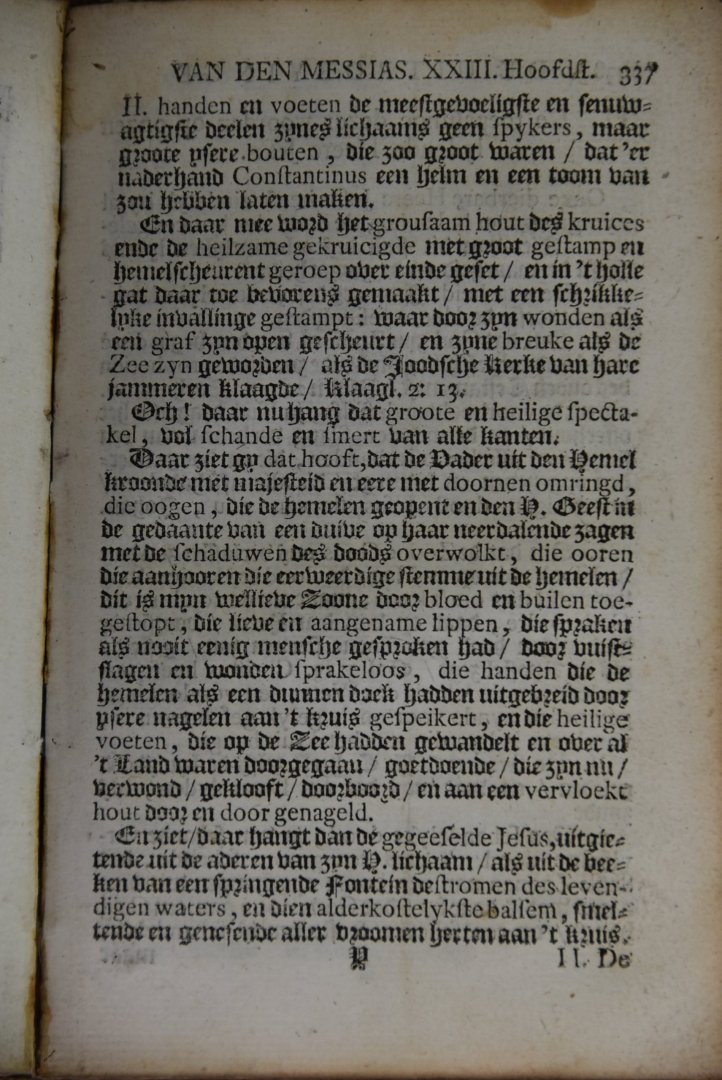 VAN DEN MESSIAS. XXIII. Hoofdst. 337
II. handen en voeten de meestgevoeligste en senuw-
agtigste deelen zynes lichaams geen spykers, maar
groote ysere bouten, die zoo groot waren / dat 'er
naderhand Constantinus een helm en een toom van
zou hebben laten maken.
En daar mee word het grousaam hout des kruices
ende de heilzame gekruicigde met groot gestamp en
hemelscheurent geroep over einde geset / en in 't holle
gat daar toe bevorens gemaakt / met een schrikke-
lyke invallinge gestampt: waar door zyn wonden als
een graf zyn open gescheurt / en zyne breuke als de
Zee zyn geworden / als de Joodsche Kerke van hare
jammeren klaagde / Klaagl. 2: 13.
Och! daar nu hang dat groote en heilige specta-
kel, vol schande en smert van alle kanten.
Daar ziet gy dat hooft, dat de Vader uit den Hemel
kroonde met majesteid en eere met doornen omringd,
die oogen, die de hemelen geopent en den H. Geest in
de gedaante van een duive op haar neerdalende zagen
met de schaduwen des doods overwolkt, die ooren
die aanhooren die eerweerdige stemme uit de hemelen /
dit is myn wellieve Zoone door bloed en builen toe-
gestopt, die lieve en aangename lippen, die spraken
als nooit eenig mensche gesproken had / door vuist-
slagen en wonden sprakeloos, die handen die de
hemelen als een dunnen doek hadden uitgebreid door
ysere nagelen aan 't kruis gespeikert, en die heilige
voeten, die op de Zee hadden gewandelt en over al
't Land waren doorgegaan / goetdoende / die zyn nu /
verwond / geklooft / doorboord / en aan een vervloekt
hout door en door genageld.
En ziet / daar hangt dan de gegeeselde Jesus, uitgie-
tende uit de aderen van zyn H. lichaam / als uit de bee-
ken van een springende Fontein de stromen des leven-
digen waters, en dien alderkostelykste balsem, smel-
tende en genesende aller vroomen herten aan 't kruis.
Y II. De